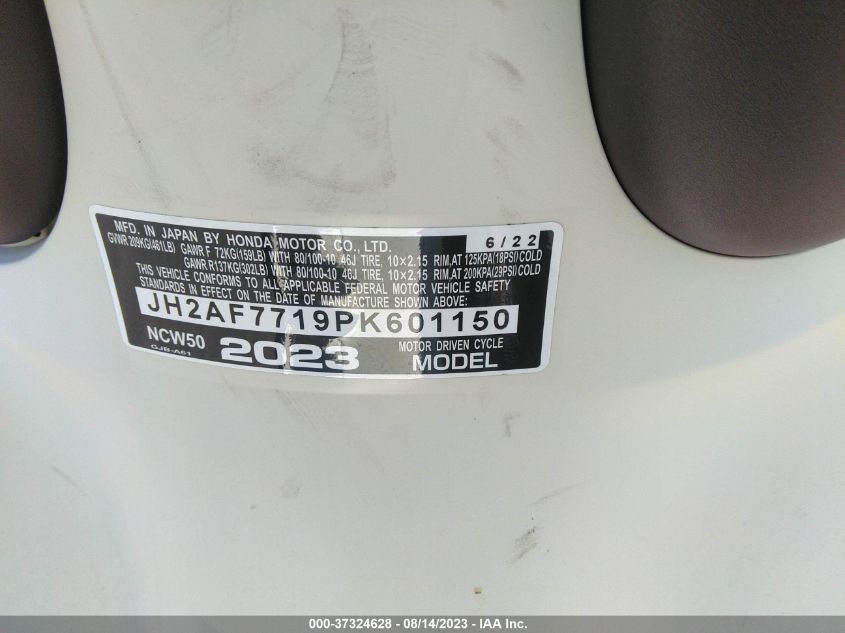 MFD. IN JAPAN BY HONDA MOTOR CO., LTD. 6/22
GVWR 209KG(461LB) GAWR F 72KG(159LB) WITH 80/100-10 46J TIRE, 10×2.15 RIM,AT 125KPA(18PSI)COLD
GAWR R137KG(302LB) WITH 80/100-10 46J TIRE, 10×2.15 RIM,AT 200KPA(29PSI)COLD
THIS VEHICLE CONFORMS TO ALL APPLICABLE FEDERAL MOTOR VEHICLE SAFETY
STANDARDS IN EFFECT ON THE DATE OF MANUFACTURE SHOWN ABOVE:
JH2AF7719PK601150
NCW50 2023 MOTOR DRIVEN CYCLE
GJB-A61 MODEL
000-37324628 - 08/14/2023 - IAA Inc.